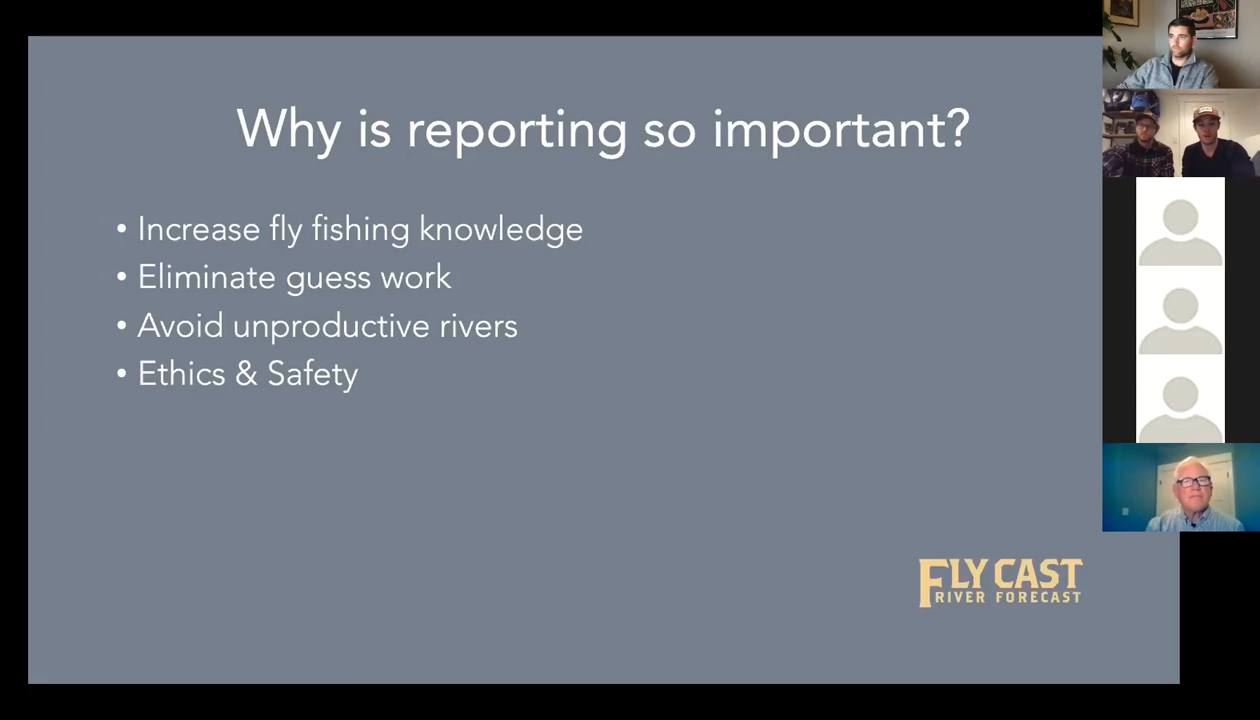 Why is reporting so important?
• Increase fly fishing knowledge
• Eliminate guess work
• Avoid unproductive rivers
• Ethics & Safety
FLY CAST
RIVER FORECAST